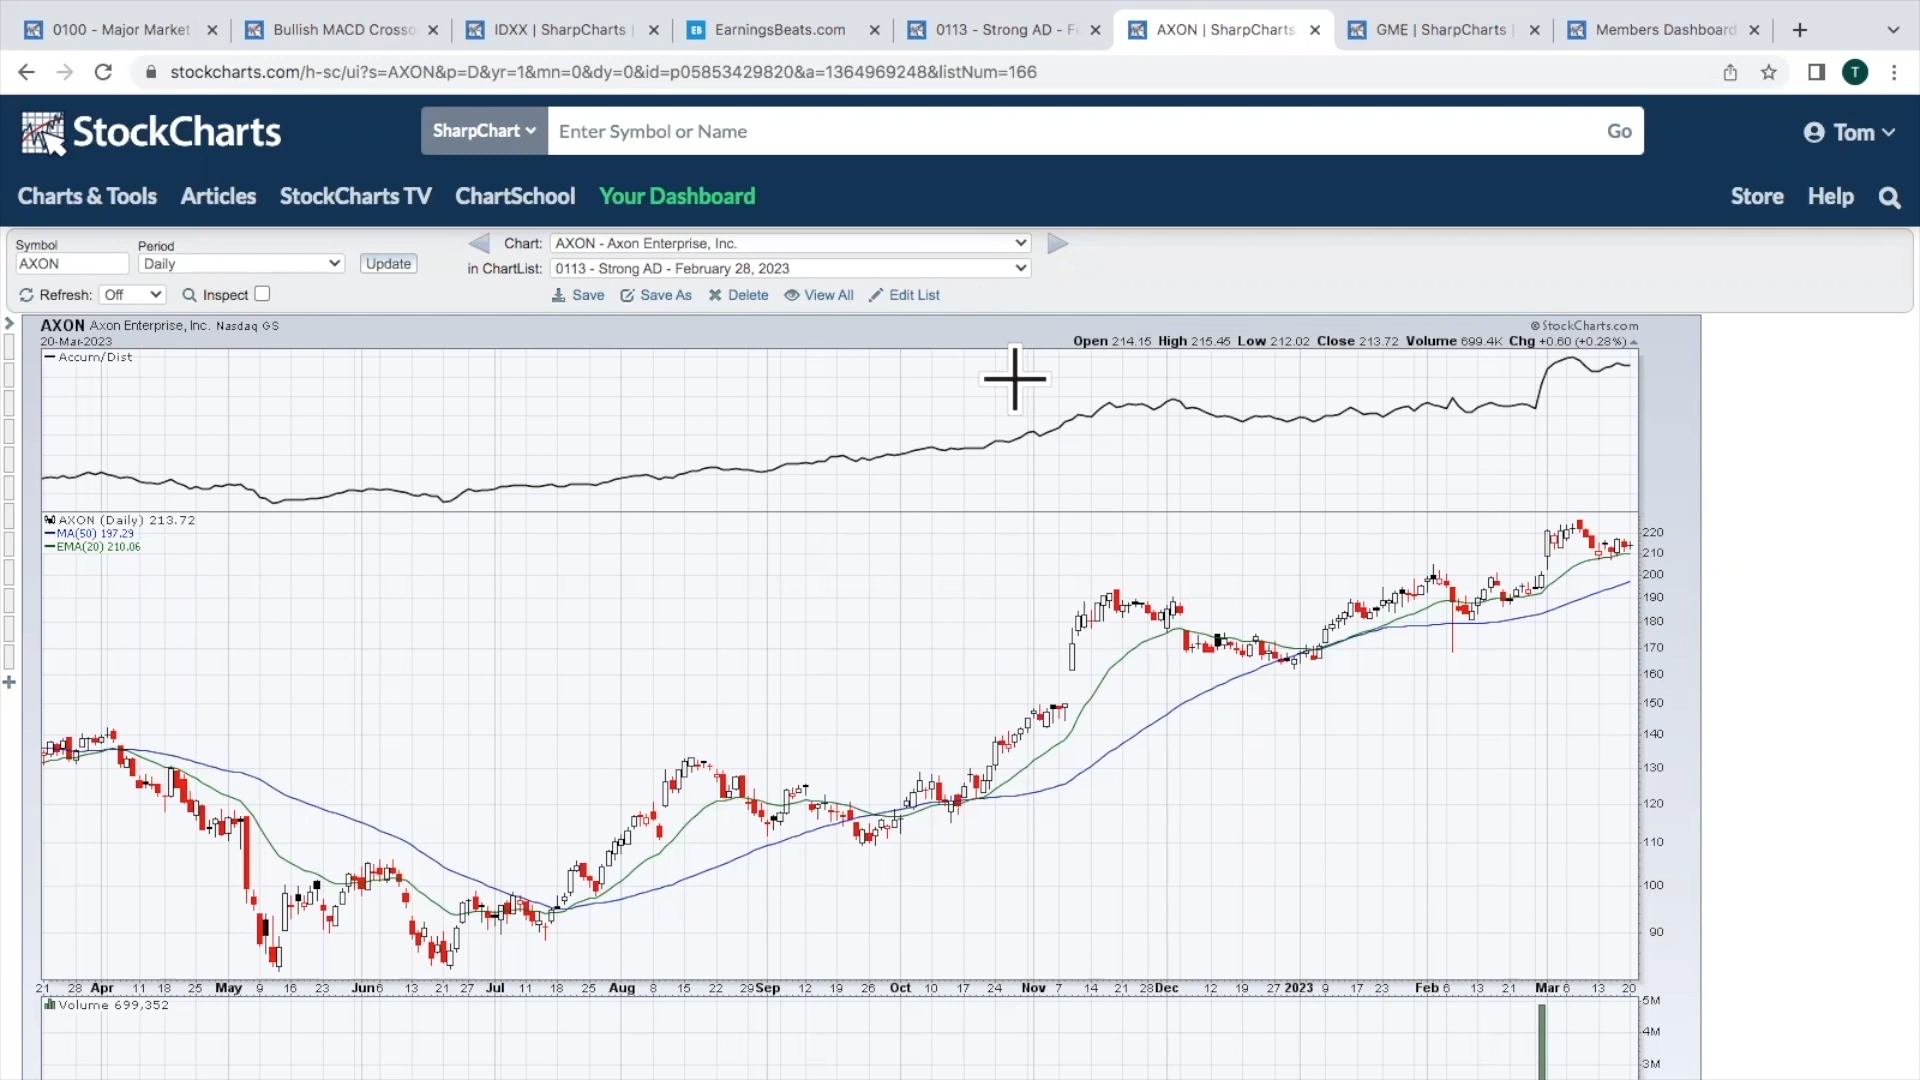 0100 - Major Market
Bullish MACD Crosso
IDXX | SharpCharts
EarningsBeats.com
0113 - Strong AD - F
AXON | SharpCharts
GME | SharpCharts
Members Dashboard
stockcharts.com/h-sc/ui?s=AXON&p=D&yr=1&mn=0&dy=0&id=p05853429820&a=1364969248&listNum=166
T
StockCharts
SharpChart
Enter Symbol or Name
Go
Tom
Charts & Tools Articles StockCharts TV ChartSchool Your Dashboard
Store Help
Symbol
AXON
Period
Daily
Update
Chart: AXON - Axon Enterprise, Inc.
in ChartList: 0113 - Strong AD - February 28, 2023
Refresh: Off Inspect
Save Save As Delete View All Edit List
AXON Axon Enterprise, Inc. Nasdaq GS
© StockCharts.com
20-Mar-2023
Open 214.15 High 215.45 Low 212.02 Close 213.72 Volume 699.4K Chg +0.60 (+0.28%)
Accum/Dist
AXON (Daily) 213.72
MA(50) 197.29
EMA(20) 210.06
220
210
200
190
180
170
160
150
140
130
120
110
100
90
21 28 Apr 11 18 25 May 9 16 23 Jun 6 13 21 27 Jul 11 18 25 Aug 8 15 22 29 Sep 12 19 26 Oct 10 17 24 Nov 7 14 21 28 Dec 12 19 27 2023 9 17 23 Feb 6 13 21 Mar 6 13 20
Volume 699,352
5M
4M
3M